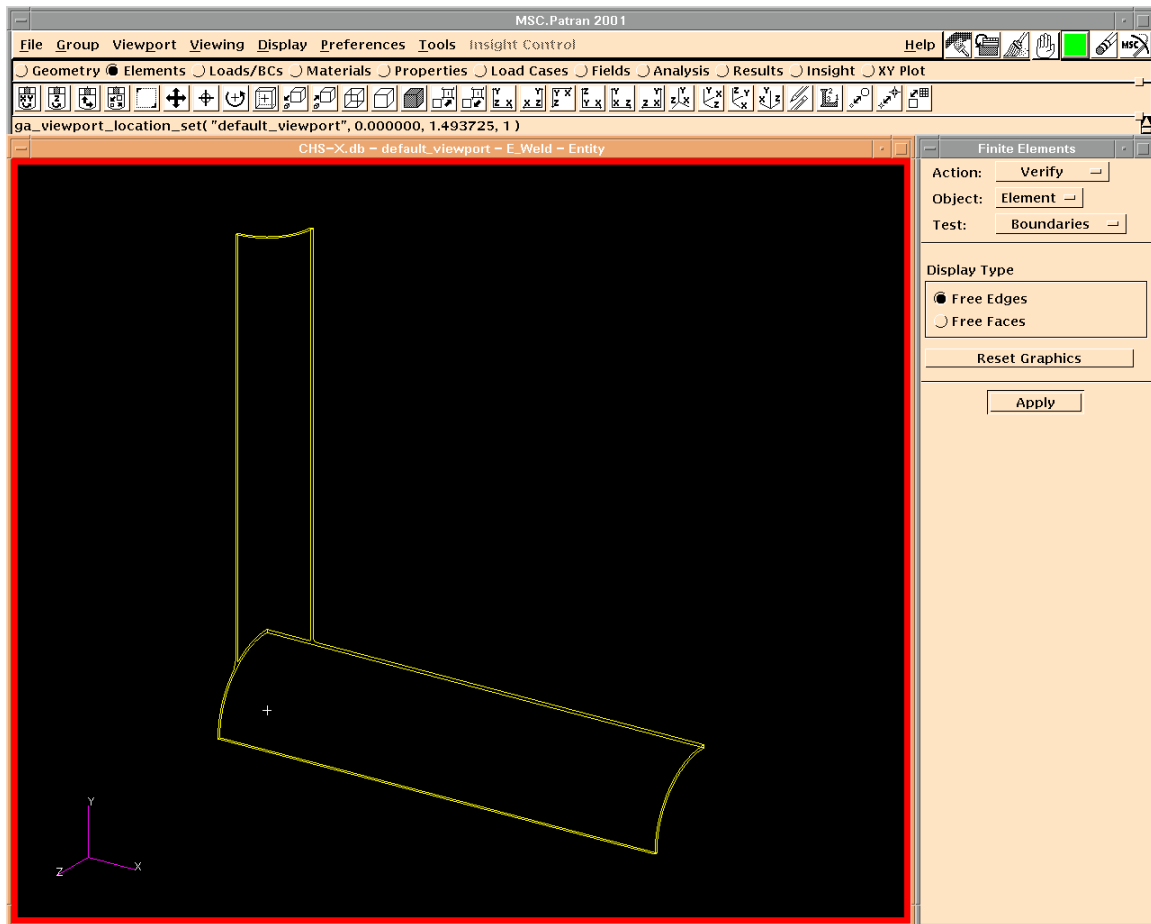 MSC.Patran 2001
File Group Viewport Viewing Display Preferences Tools Insight Control Help
MSC
Geometry Elements Loads/BCs Materials Properties Load Cases Fields Analysis Results Insight XY Plot
ga_viewport_location_set( "default_viewport", 0.000000, 1.493725, 1 )
CHS-X.db - default_viewport - E_Weld - Entity
Finite Elements
Action: Verify
Object: Element
Test: Boundaries
Display Type
Free Edges
Free Faces
Reset Graphics
Apply
Y
Z X